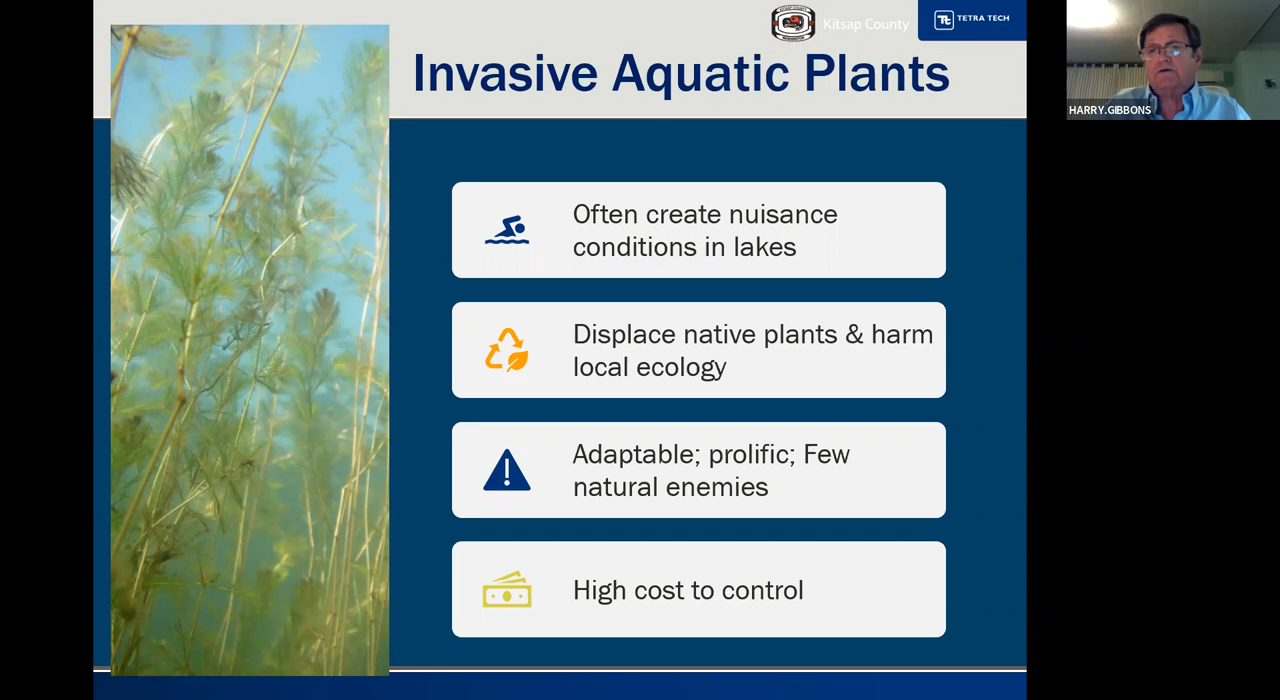 Kitsap County
TETRA TECH
Invasive Aquatic Plants
HARRY.GIBBONS
Often create nuisance
conditions in lakes
Displace native plants & harm
local ecology
Adaptable; prolific; Few
natural enemies
High cost to control